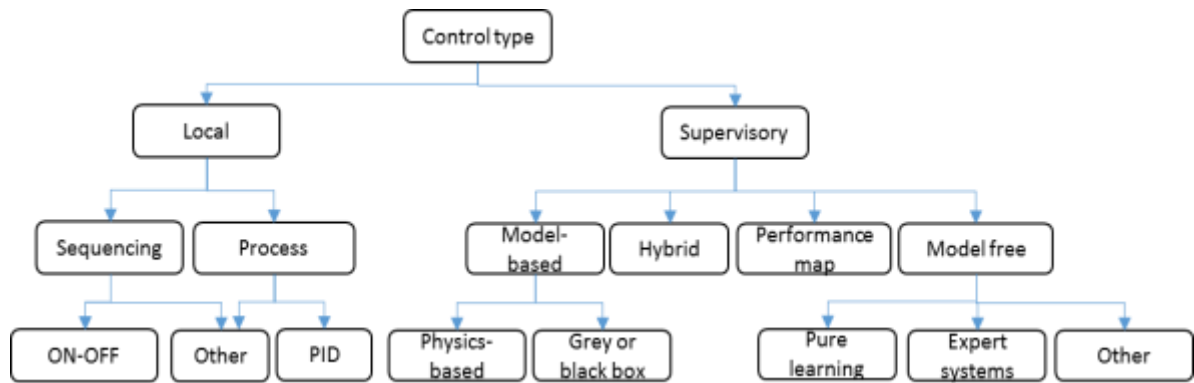 Control type
Local
Supervisory
Sequencing
Process
Model-
based
Hybrid
Performance
map
Model free
ON-OFF
Other
PID
Physics-
based
Grey or
black box
Pure
learning
Expert
systems
Other